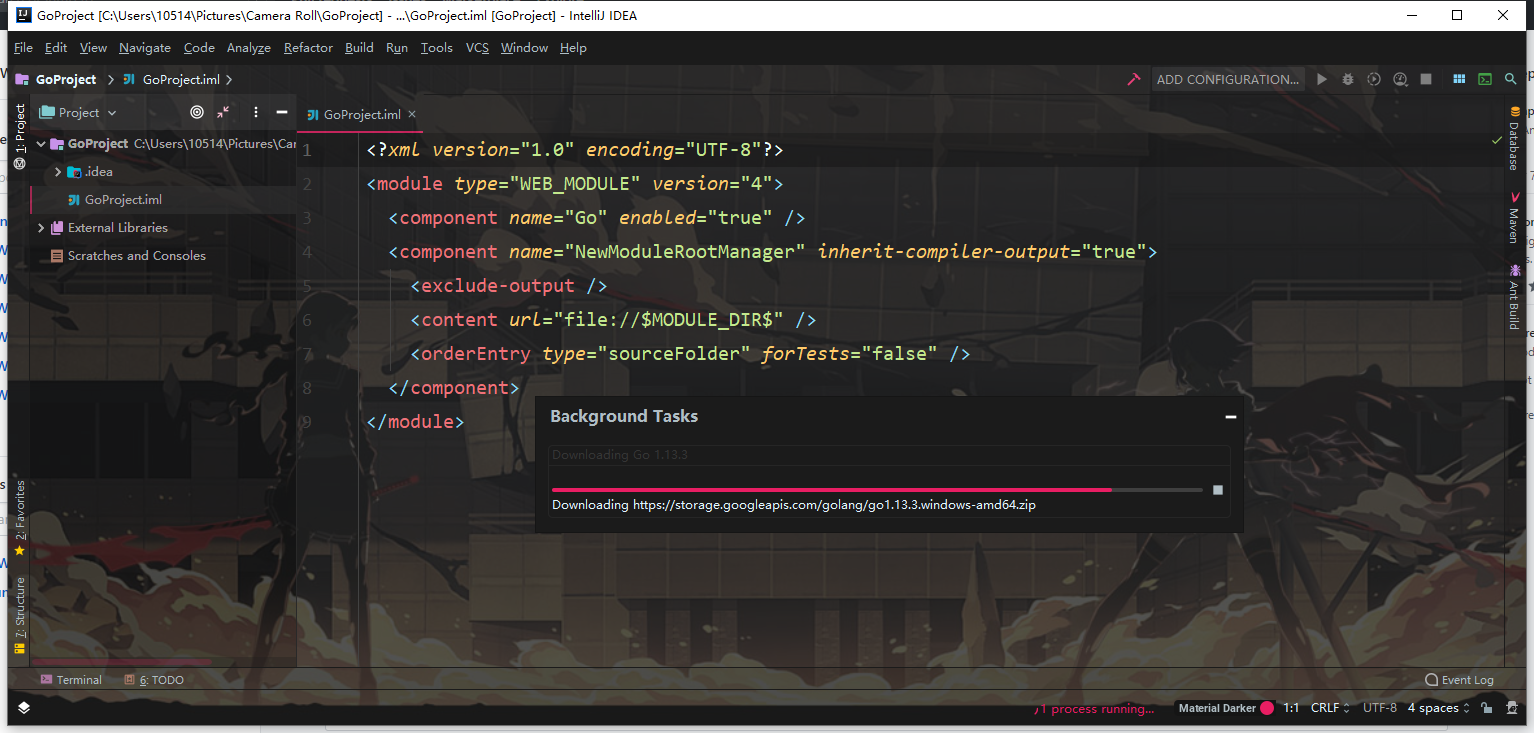 GoProject [C:\Users\10514\Pictures\Camera Roll\GoProject] - ...\GoProject.iml [GoProject] - IntelliJ IDEA
File Edit View Navigate Code Analyze Refactor Build Run Tools VCS Window Help
GoProject GoProject.iml ADD CONFIGURATION...
Project
GoProject.iml
1: Project
GoProject C:\Users\10514\Pictures\Car
.idea
GoProject.iml
External Libraries
Scratches and Consoles
1 <?xml version="1.0" encoding="UTF-8"?>
2 <module type="WEB_MODULE" version="4">
3 <component name="Go" enabled="true" />
4 <component name="NewModuleRootManager" inherit-compiler-output="true">
5 <exclude-output />
6 <content url="file://$MODULE_DIR$" />
7 <orderEntry type="sourceFolder" forTests="false" />
8 </component>
9 </module>
Background Tasks
Downloading Go 1.13.3
Downloading https://storage.googleapis.com/golang/go1.13.3.windows-amd64.zip
Database
Maven
Ant Build
2: Favorites
7: Structure
Terminal 6: TODO Event Log
1 process running... Material Darker 1:1 CRLF UTF-8 4 spaces